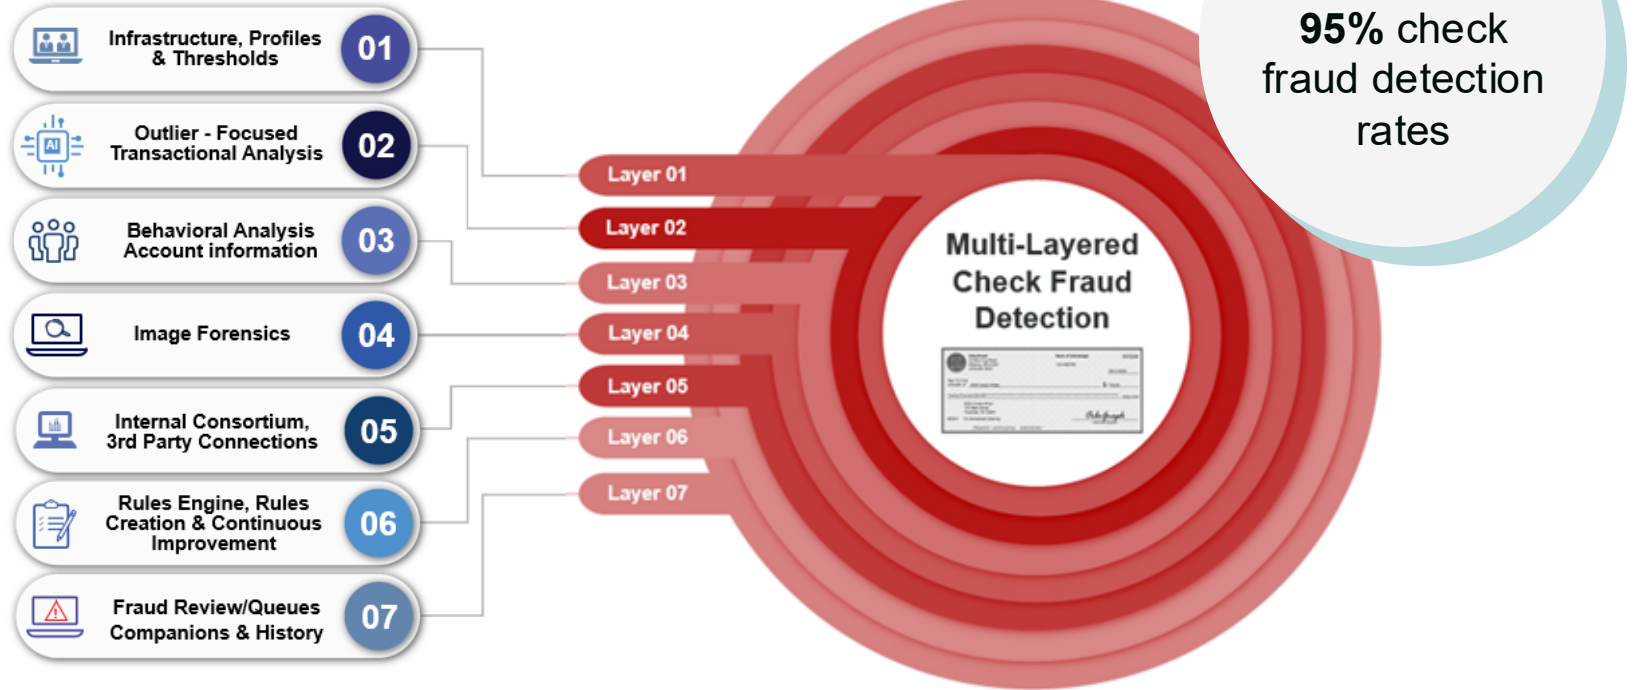 Infrastructure, Profiles
& Thresholds
01
Outlier - Focused
Transactional Analysis
02
AI
Behavioral Analysis
Account information
03
Image Forensics
04
Internal Consortium,
3rd Party Connections
05
Rules Engine, Rules
Creation & Continuous
Improvement
06
Fraud Review/Queues
Companions & History
07
Layer 01
Layer 02
Layer 03
Layer 04
Layer 05
Layer 06
Layer 07
Multi-Layered
Check Fraud
Detection
95% check
fraud detection
rates